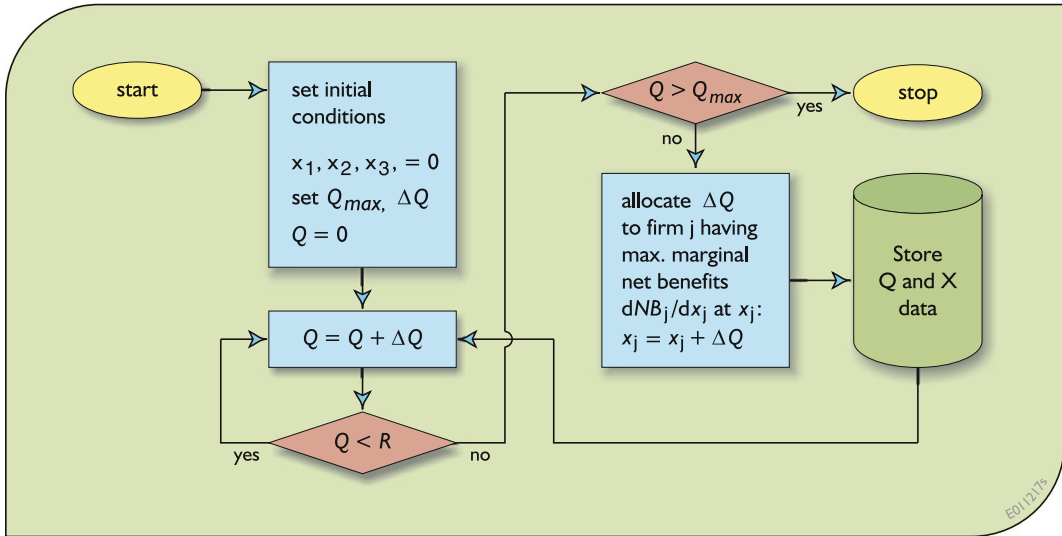 start
set initial
conditions
x₁, x₂, x₃, = 0
set Qmax, ΔQ
Q = 0
Q = Q + ΔQ
Q < R
yes
no
Q > Qmax
yes
no
stop
allocate ΔQ
to firm j having
max. marginal
net benefits
dNBj/dxj at xj:
xj = xj + ΔQ
Store
Q and X
data
E011217s